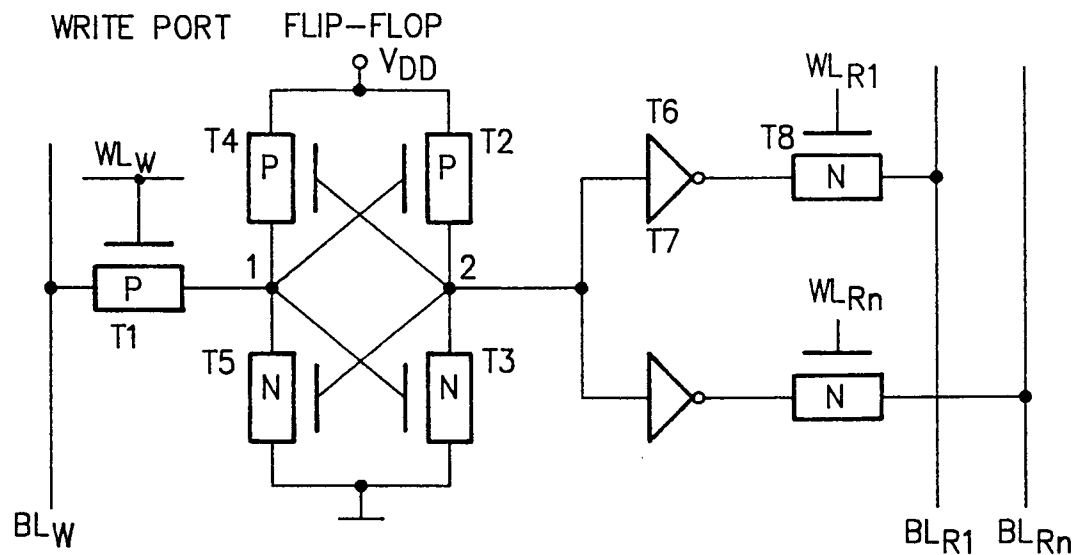 WRITE PORT FLIP-FLOP
VDD
WLR1
T6
T4
T2
T8
WLW
P
P
N
T7
1
2
P
WLRn
T1
T5
T3
N
N
N
BLW
BLR1 BLRn